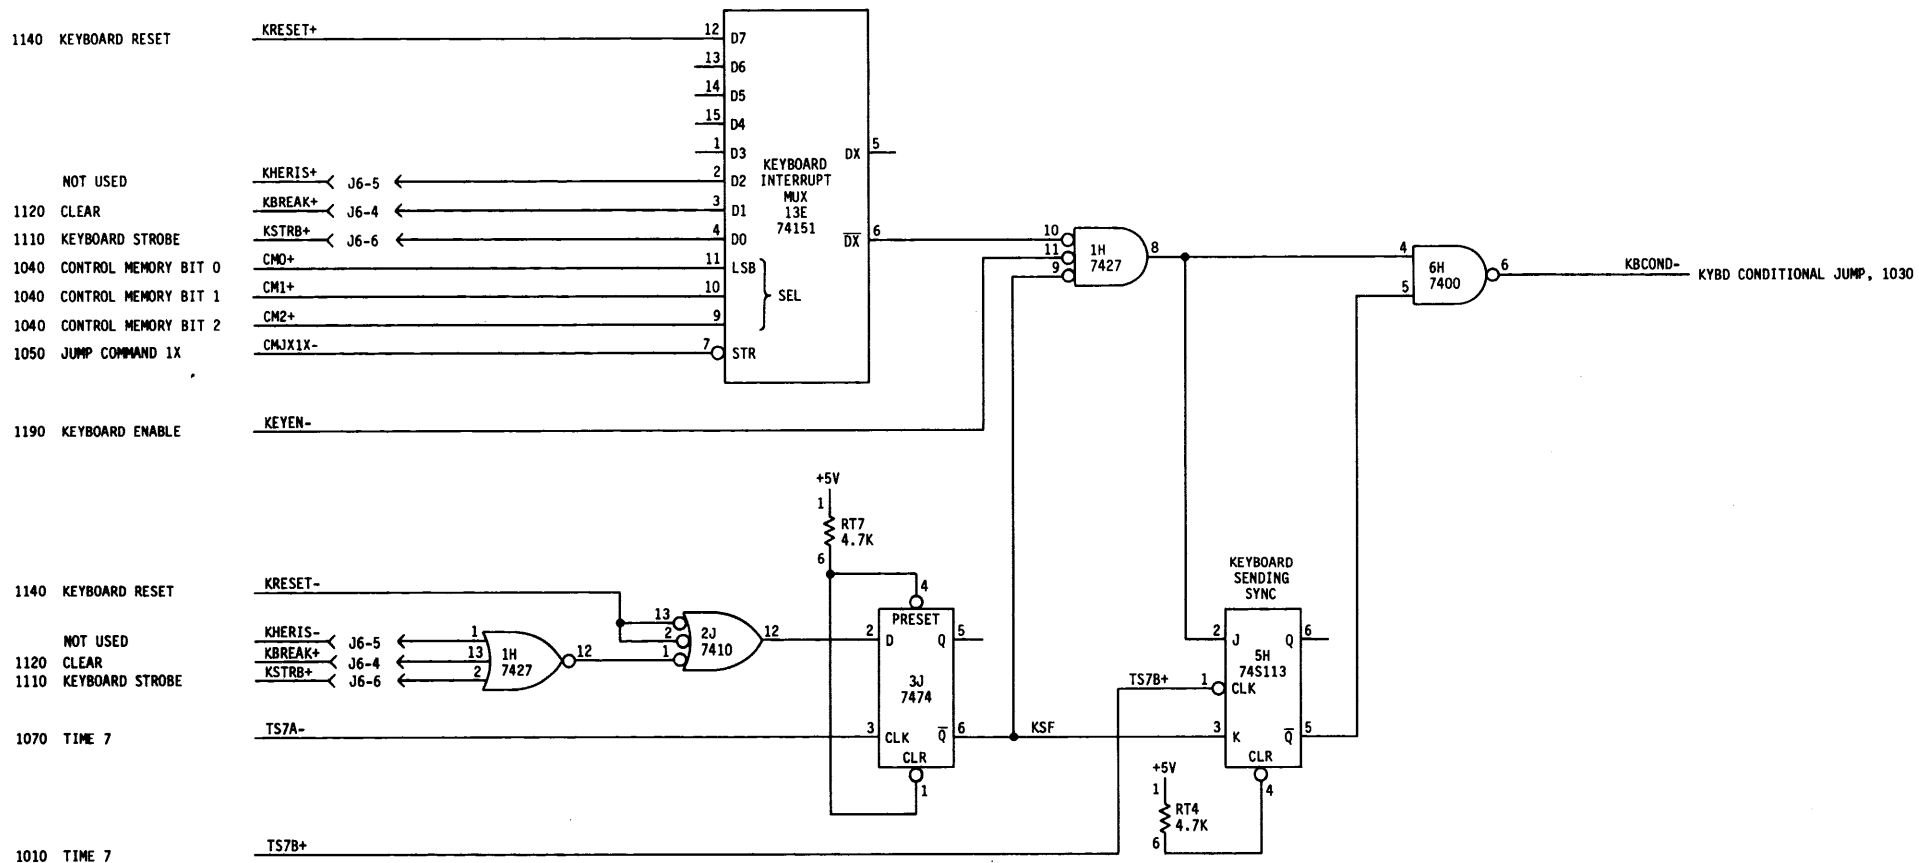 1140 KEYBOARD RESET KRESET+ 12 D7
13 D6
14 D5
15 D4
1 D3
DX 5
NOT USED KHERIS+ J6-5 2 D2
1120 CLEAR KBREAK+ J6-4 3 D1
1110 KEYBOARD STROBE KSTRB+ J6-6 4 D0
KEYBOARD
INTERRUPT
MUX
13E
74151
DX 6
1040 CONTROL MEMORY BIT 0 CM0+ 11 LSB
1040 CONTROL MEMORY BIT 1 CM1+ 10 SEL
1040 CONTROL MEMORY BIT 2 CM2+ 9
1050 JUMP COMMAND 1X CMJX1X- 7 STR
10
11
9
1H
7427
8
4
5
6H
7400
6
KBCOND- KYBD CONDITIONAL JUMP, 1030
1190 KEYBOARD ENABLE KEYEN-
+5V
1
RT7
4.7K
6
1140 KEYBOARD RESET KRESET-
NOT USED KHERIS- J6-5 1
1120 CLEAR KBREAK+ J6-4 13
1110 KEYBOARD STROBE KSTRB+ J6-6 2
1H
7427
12
13
2
1
2J
7410
12
4
PRESET
2 D Q 5
3J
7474
3 CLK Q 6
CLR
1
KSF
KEYBOARD
SENDING
SYNC
2 J Q 6
5H
74S113
TS7B+ 1 CLK
3 K Q 5
CLR
4
+5V
1
RT4
4.7K
6
1070 TIME 7 TS7A-
1010 TIME 7 TS7B+